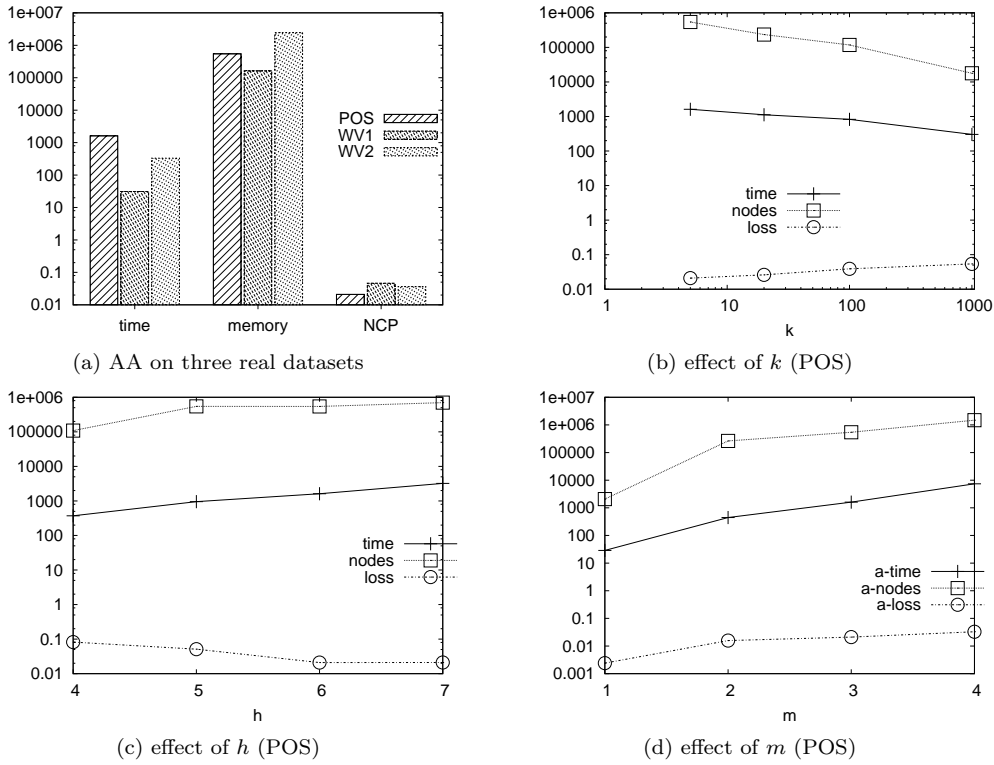 1e+007
1e+006
100000
10000
1000
100
10
1
0.1
0.01
POS
WV1
WV2
time memory NCP
(a) AA on three real datasets
1e+006
100000
10000
1000
100
10
1
0.1
0.01
time
nodes
loss
1 10 100 1000
k
(b) effect of k (POS)
1e+006
100000
10000
1000
100
10
1
0.1
0.01
time
nodes
loss
4 5 6 7
h
(c) effect of h (POS)
1e+007
1e+006
100000
10000
1000
100
10
1
0.1
0.01
0.001
a-time
a-nodes
a-loss
1 2 3 4
m
(d) effect of m (POS)